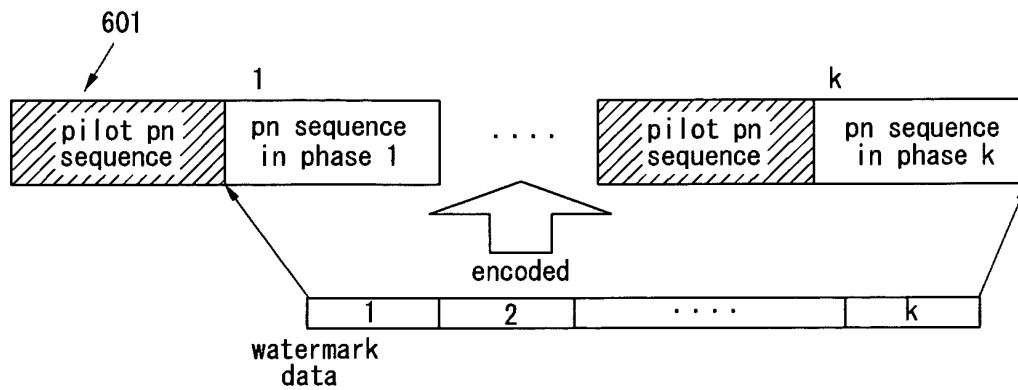 601
1
k
pilot pn
sequence
pn sequence
in phase 1
. . . .
pilot pn
sequence
pn sequence
in phase k
encoded
1
2
. . . .
k
watermark
data